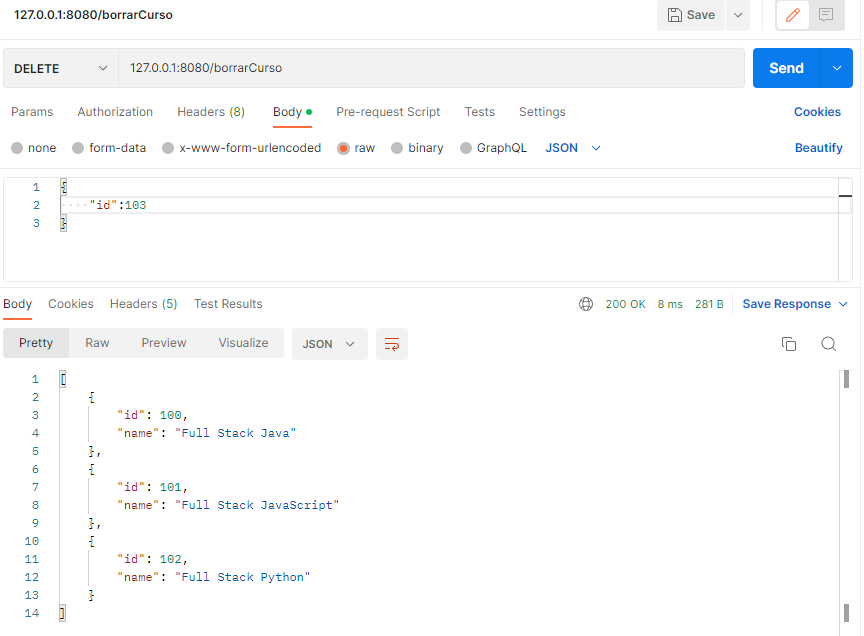 127.0.0.1:8080/borrarCurso
Save
DELETE
127.0.0.1:8080/borrarCurso
Send
Params Authorization Headers (8) Body Pre-request Script Tests Settings Cookies
none form-data x-www-form-urlencoded raw binary GraphQL JSON Beautify
1 {
2 ····"id":103
3 }
Body Cookies Headers (5) Test Results 200 OK 8 ms 281 B Save Response
Pretty Raw Preview Visualize JSON
1 [
2 {
3 "id": 100,
4 "name": "Full Stack Java"
5 },
6 {
7 "id": 101,
8 "name": "Full Stack JavaScript"
9 },
10 {
11 "id": 102,
12 "name": "Full Stack Python"
13 }
14 ]